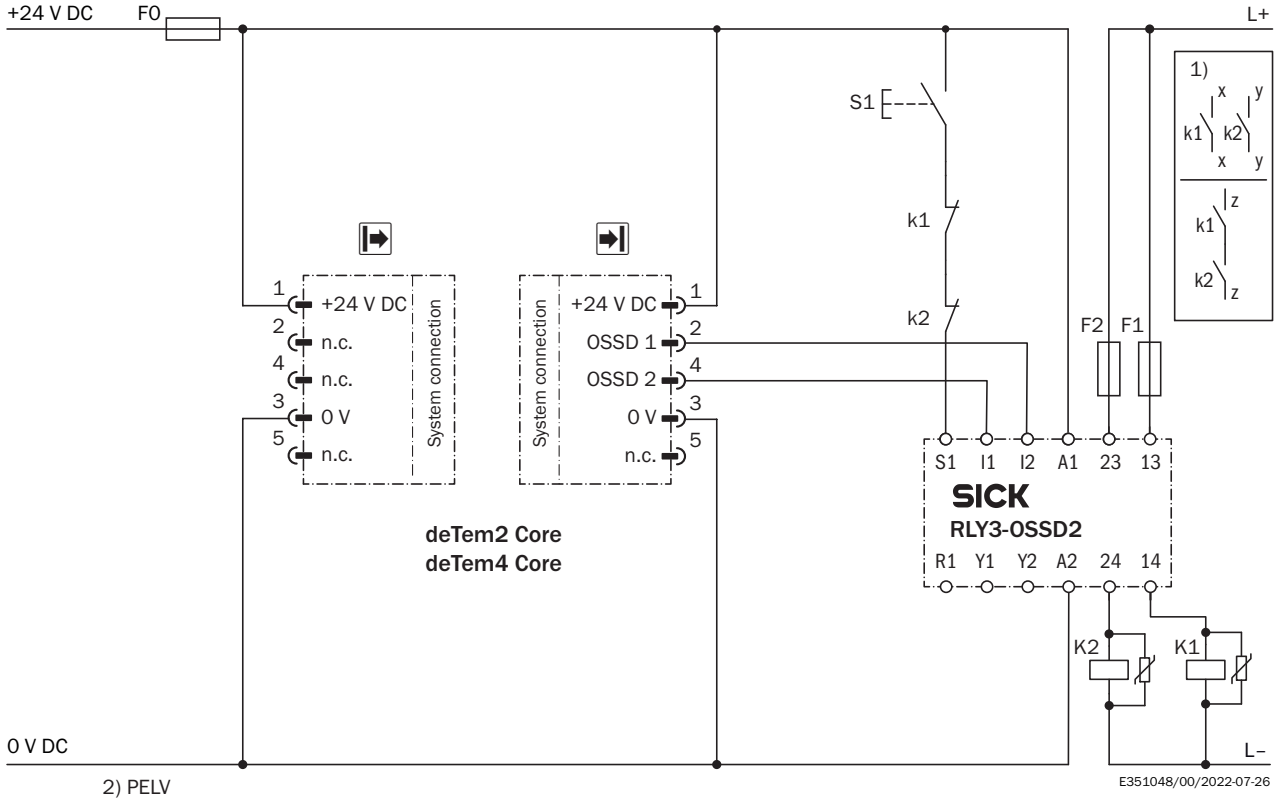 +24 V DC F0 L+
1)
x y
k1 k2
x y
z
k1
k2
z
S1
k1
k2
F2 F1
1 +24 V DC
2 n.c.
4 n.c.
3 0 V
5 n.c.
System connection
System connection
+24 V DC 1
OSSD 1 2
OSSD 2 4
0 V 3
n.c. 5
deTem2 Core
deTem4 Core
S1 I1 I2 A1 23 13
SICK
RLY3-OSSD2
R1 Y1 Y2 A2 24 14
K2 K1
0 V DC L–
2) PELV
E351048/00/2022-07-26